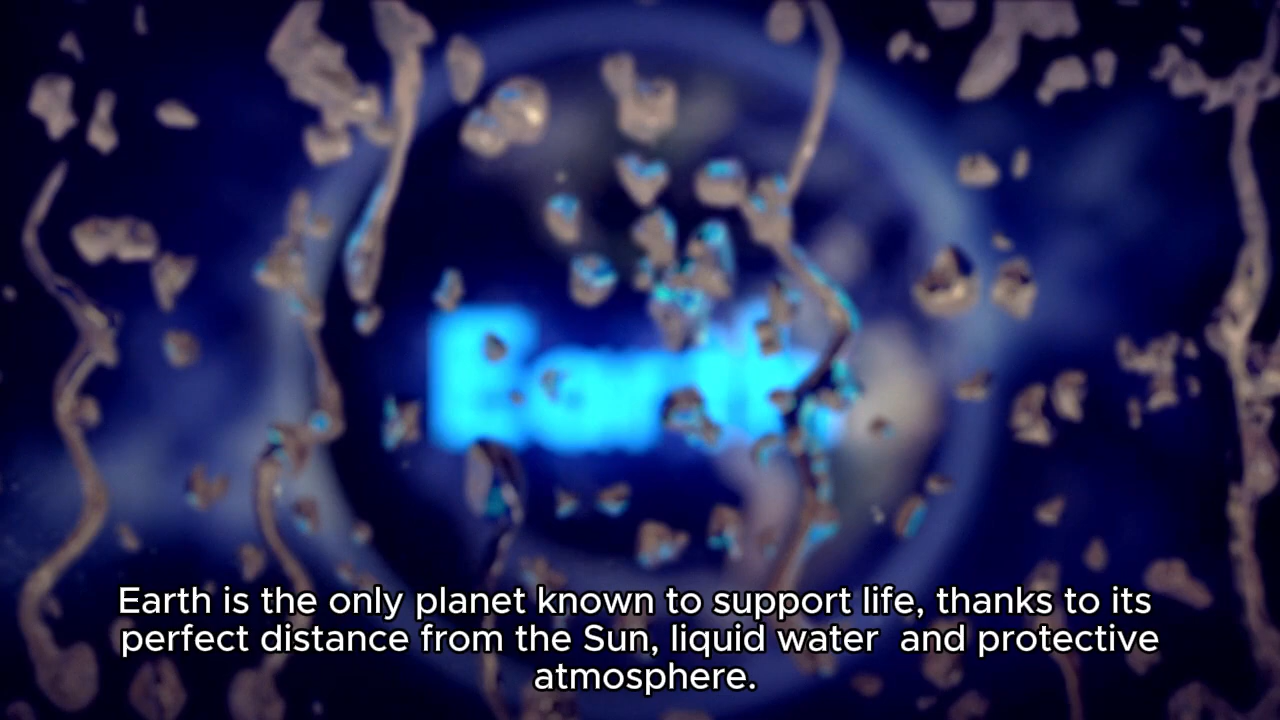 Earth
Earth is the only planet known to support life, thanks to its
perfect distance from the Sun, liquid water  and protective
atmosphere.